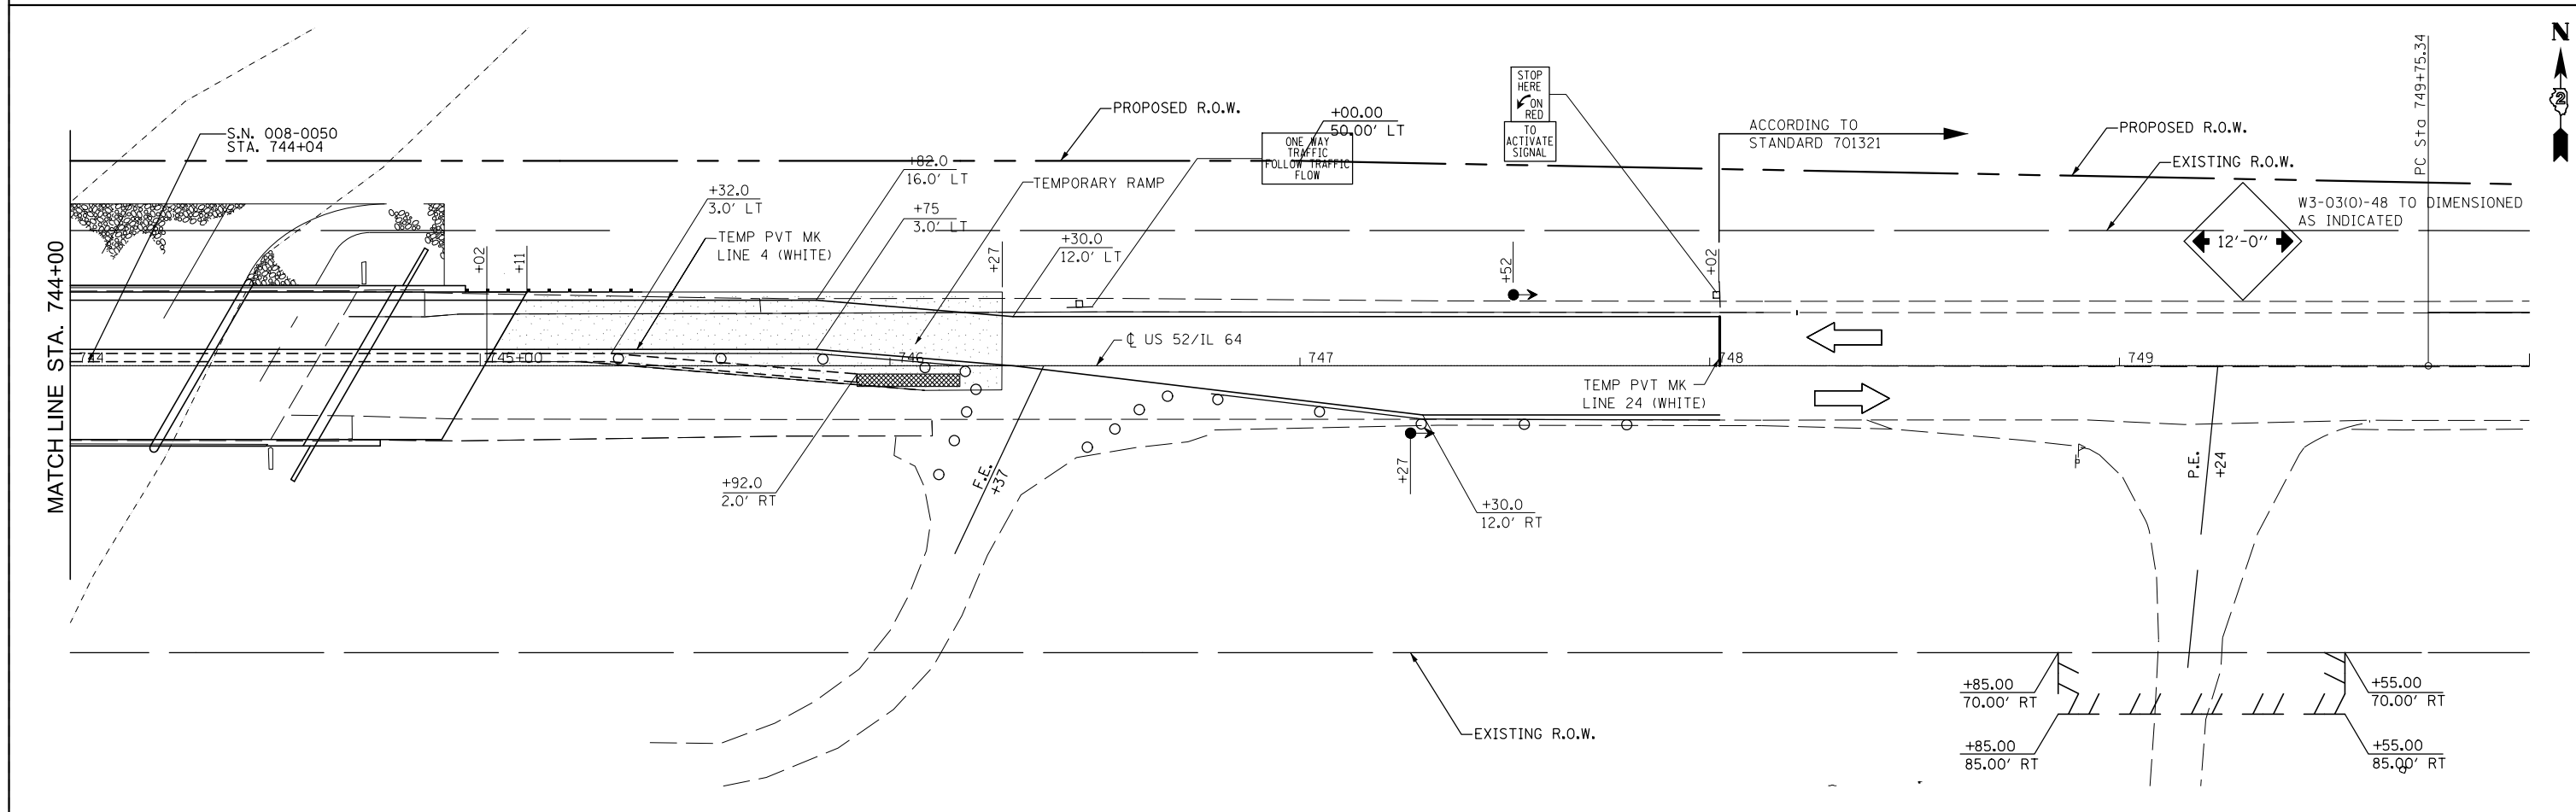 N
2
MATCH LINE STA. 744+00
S.N. 008-0050
STA. 744+04
+02
+11
+32.0
3.0' LT
TEMP PVT MK
LINE 4 (WHITE)
+82.0
16.0' LT
+75
3.0' LT
TEMPORARY RAMP
+27
+30.0
12.0' LT
PROPOSED R.O.W.
+00.00
50.00' LT
ONE WAY
TRAFFIC
FOLLOW TRAFFIC
FLOW
STOP
HERE
ON
RED
TO
ACTIVATE
SIGNAL
+52
+02
ACCORDING TO
STANDARD 701321
PROPOSED R.O.W.
EXISTING R.O.W.
W3-03(O)-48 TO DIMENSIONED
AS INDICATED
12'-0"
PC Sta 749+75.34
744
745+00
746
℄ US 52/IL 64
747
748
749
TEMP PVT MK
LINE 24 (WHITE)
+92.0
2.0' RT
F.E.
+37
+27
+30.0
12.0' RT
P.E.
+24
EXISTING R.O.W.
+85.00
70.00' RT
+85.00
85.00' RT
+55.00
70.00' RT
+55.00
85.00' RT